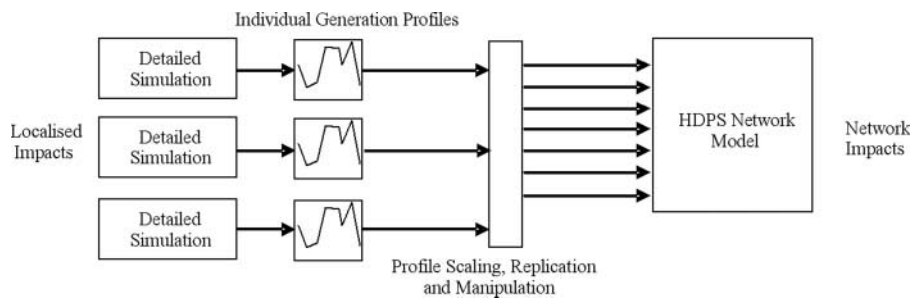 Individual Generation Profiles
Detailed
Simulation
Detailed
Simulation
Detailed
Simulation
Localised
Impacts
HDPS Network
Model
Network
Impacts
Profile Scaling, Replication
and Manipulation